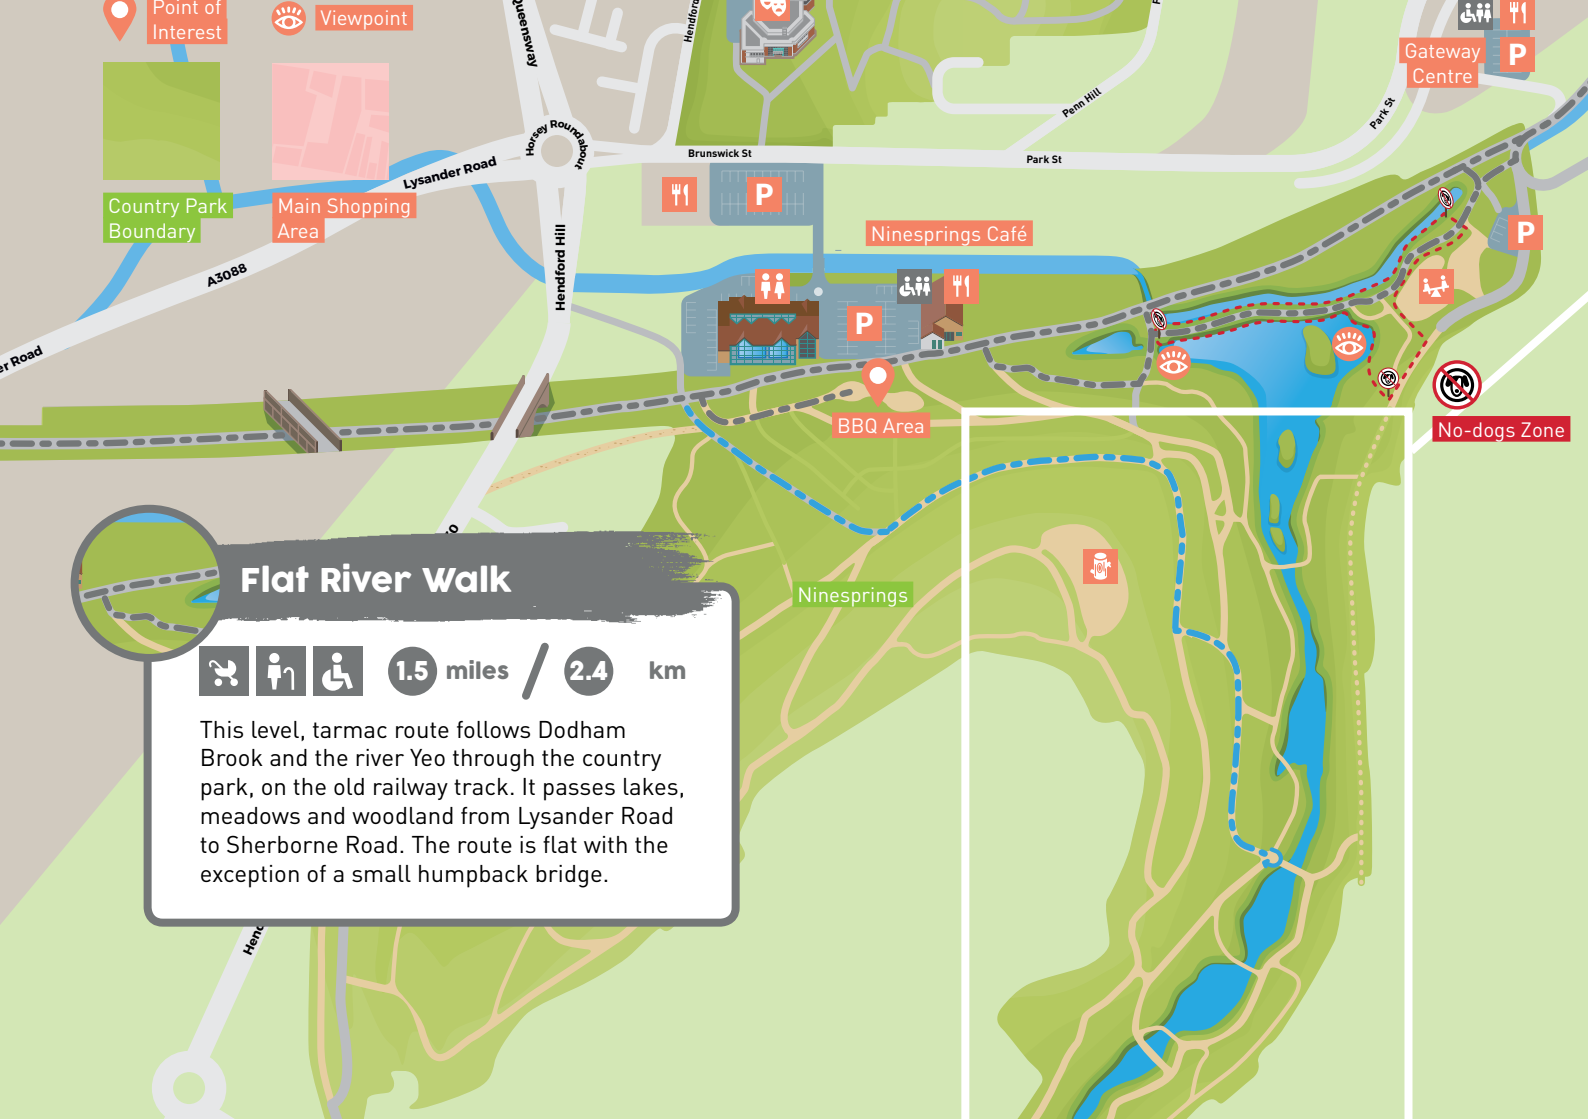 Point of
Interest
Viewpoint
Country Park
Boundary
Main Shopping
Area
Queensway
Horsey Roundabout
Lysander Road
A3088
er Road
Hendford Hill
Hendford
Brunswick St
Park St
Penn Hill
Park St
Gateway
Centre
P
P
P
P
Ninesprings Café
BBQ Area
No-dogs Zone
Ninesprings
Flat River Walk
1.5 miles / 2.4 km
This level, tarmac route follows Dodham
Brook and the river Yeo through the country
park, on the old railway track. It passes lakes,
meadows and woodland from Lysander Road
to Sherborne Road. The route is flat with the
exception of a small humpback bridge.
Hend